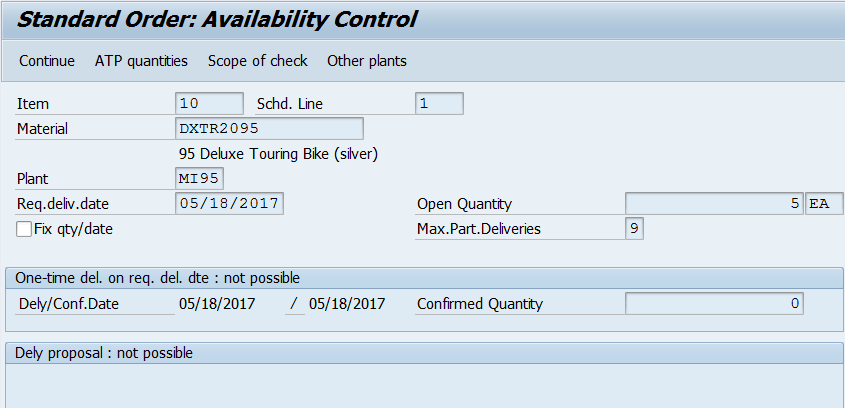 Standard Order: Availability Control
Continue ATP quantities Scope of check Other plants
Item 10 Schd. Line 1
Material DXTR2095
95 Deluxe Touring Bike (silver)
Plant MI95
Req.deliv.date 05/18/2017 Open Quantity 5 EA
Fix qty/date Max.Part.Deliveries 9
One-time del. on req. del. dte : not possible
Dely/Conf.Date 05/18/2017 / 05/18/2017 Confirmed Quantity 0
Dely proposal : not possible